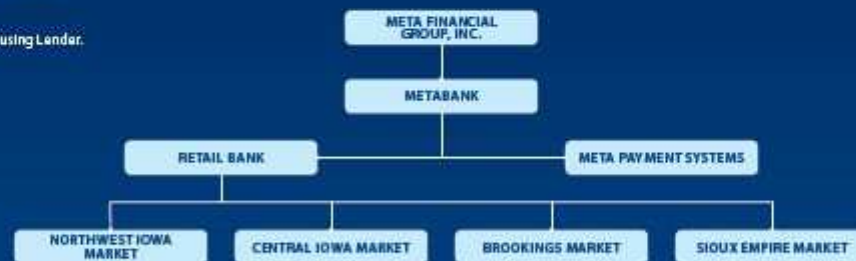 META FINANCIAL
GROUP, INC.
using Lender.
METABANK
RETAIL BANK
META PAYMENT SYSTEMS
NORTHWEST IOWA
MARKET
CENTRAL IOWA MARKET
BROOKINGS MARKET
SIOUX EMPIRE MARKET